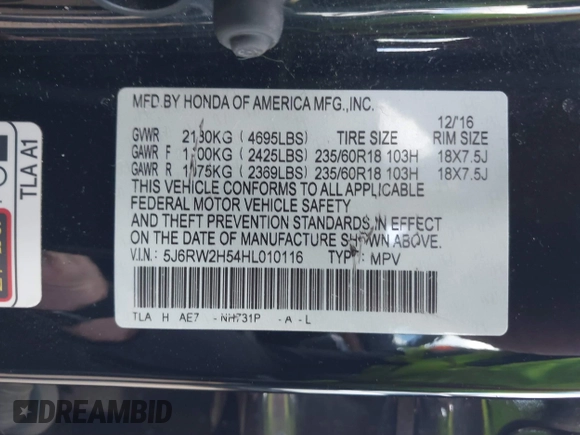 MFD BY HONDA OF AMERICA MFG.,INC.
12/'16
GVWR 2130KG (4695LBS) TIRE SIZE RIM SIZE
GAWR F 1100KG (2425LBS) 235/60R18 103H 18X7.5J
GAWR R 1075KG (2369LBS) 235/60R18 103H 18X7.5J
THIS VEHICLE CONFORMS TO ALL APPLICABLE
FEDERAL MOTOR VEHICLE SAFETY
AND THEFT PREVENTION STANDARDS IN EFFECT
ON THE DATE OF MANUFACTURE SHOWN ABOVE.
V.I.N.: 5J6RW2H54HL010116 TYPE: MPV
TLA H AE7 - NH731P - A - L
TLA A1
DREAMBID